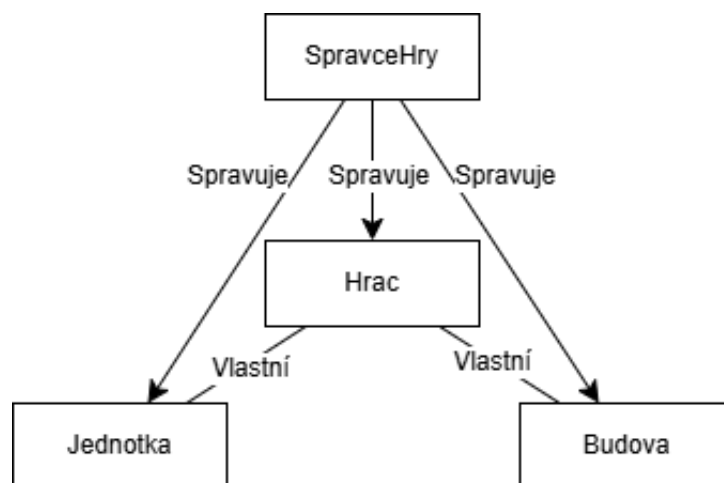 SpravceHry
Spravuje
Spravuje
Spravuje
Hrac
Vlastní
Vlastní
Jednotka
Budova